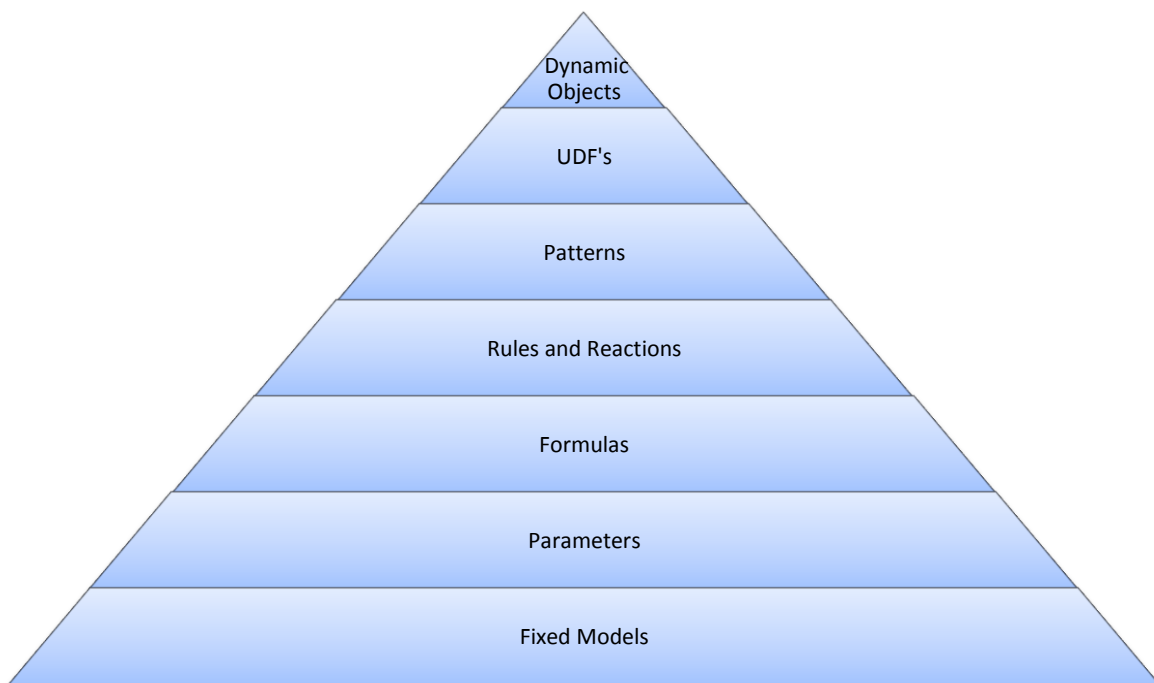 Dynamic
Objects
UDF's
Patterns
Rules and Reactions
Formulas
Parameters
Fixed Models